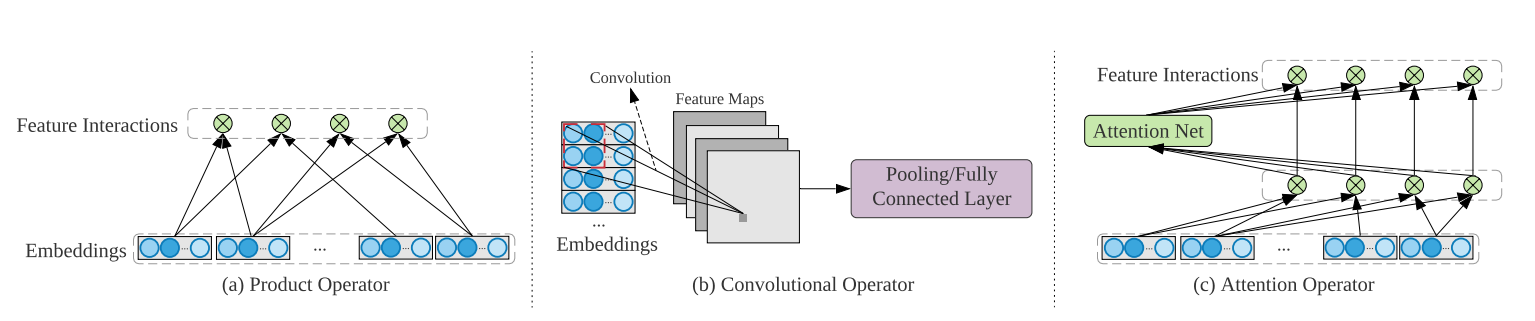 Feature Interactions
...
...
...
...
Embeddings
...
(a) Product Operator
Convolution
Feature Maps
...
...
...
...
...
Embeddings
Pooling/Fully
Connected Layer
(b) Convolutional Operator
Feature Interactions
Attention Net
...
...
...
...
...
(c) Attention Operator